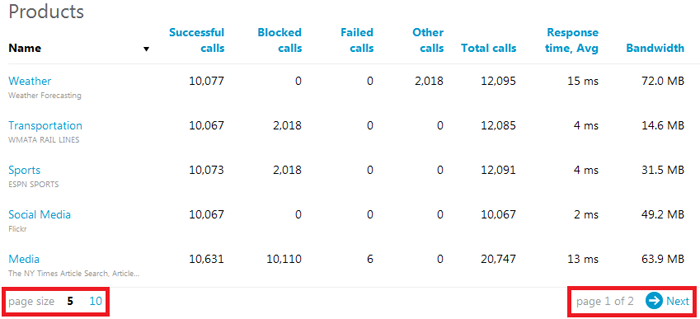 Products
Successful Blocked Failed Other Response
Name calls calls calls calls Total calls time, Avg Bandwidth
Weather 10,077 0 0 2,018 12,095 15 ms 72.0 MB
Weather Forecasting
Transportation 10,067 2,018 0 0 12,085 4 ms 14.6 MB
WMATA RAIL LINES
Sports 10,073 2,018 0 0 12,091 4 ms 31.5 MB
ESPN SPORTS
Social Media 10,067 0 0 0 10,067 2 ms 49.2 MB
Flickr
Media 10,631 10,110 6 0 20,747 13 ms 63.9 MB
The NY Times Article Search, Article...
page size 5 10 page 1 of 2 Next